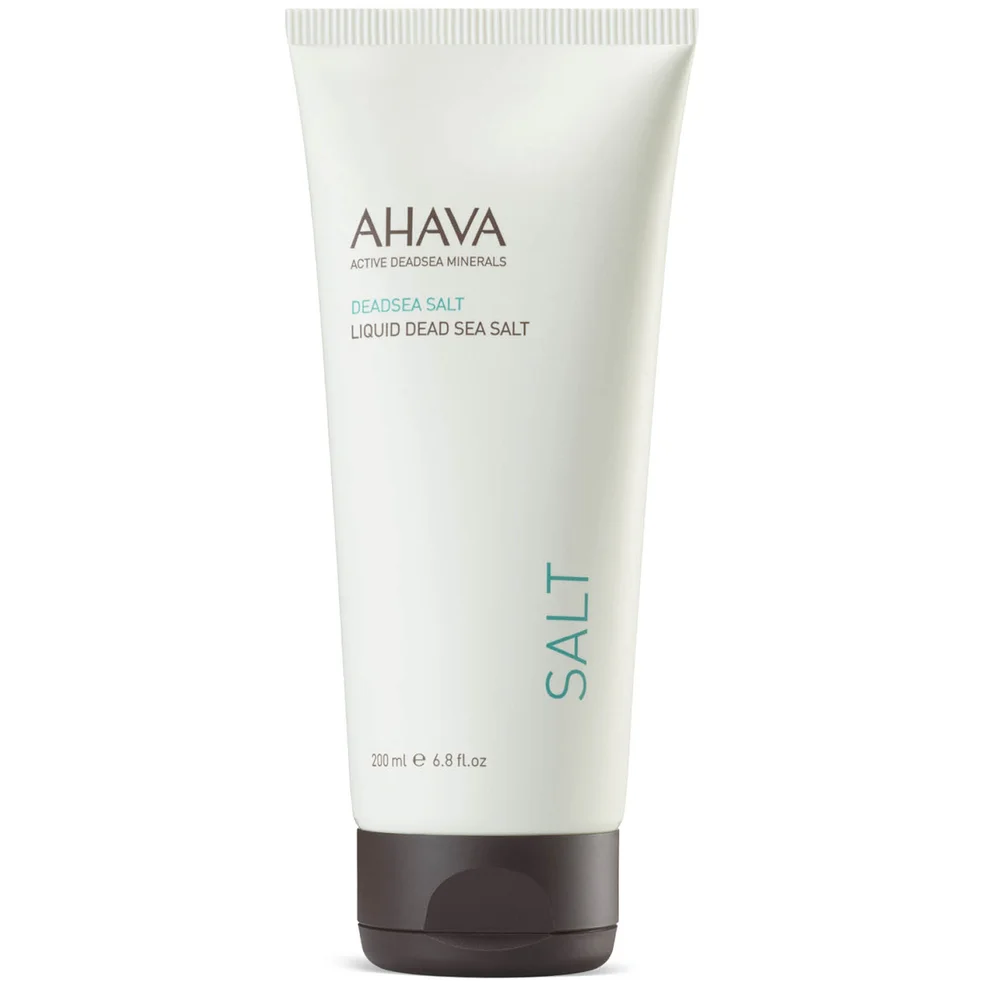 AHAVA
ACTIVE DEADSEA MINERALS
DEADSEA SALT
LIQUID DEAD SEA SALT
SALT
200 ml ℮ 6.8 fl.oz